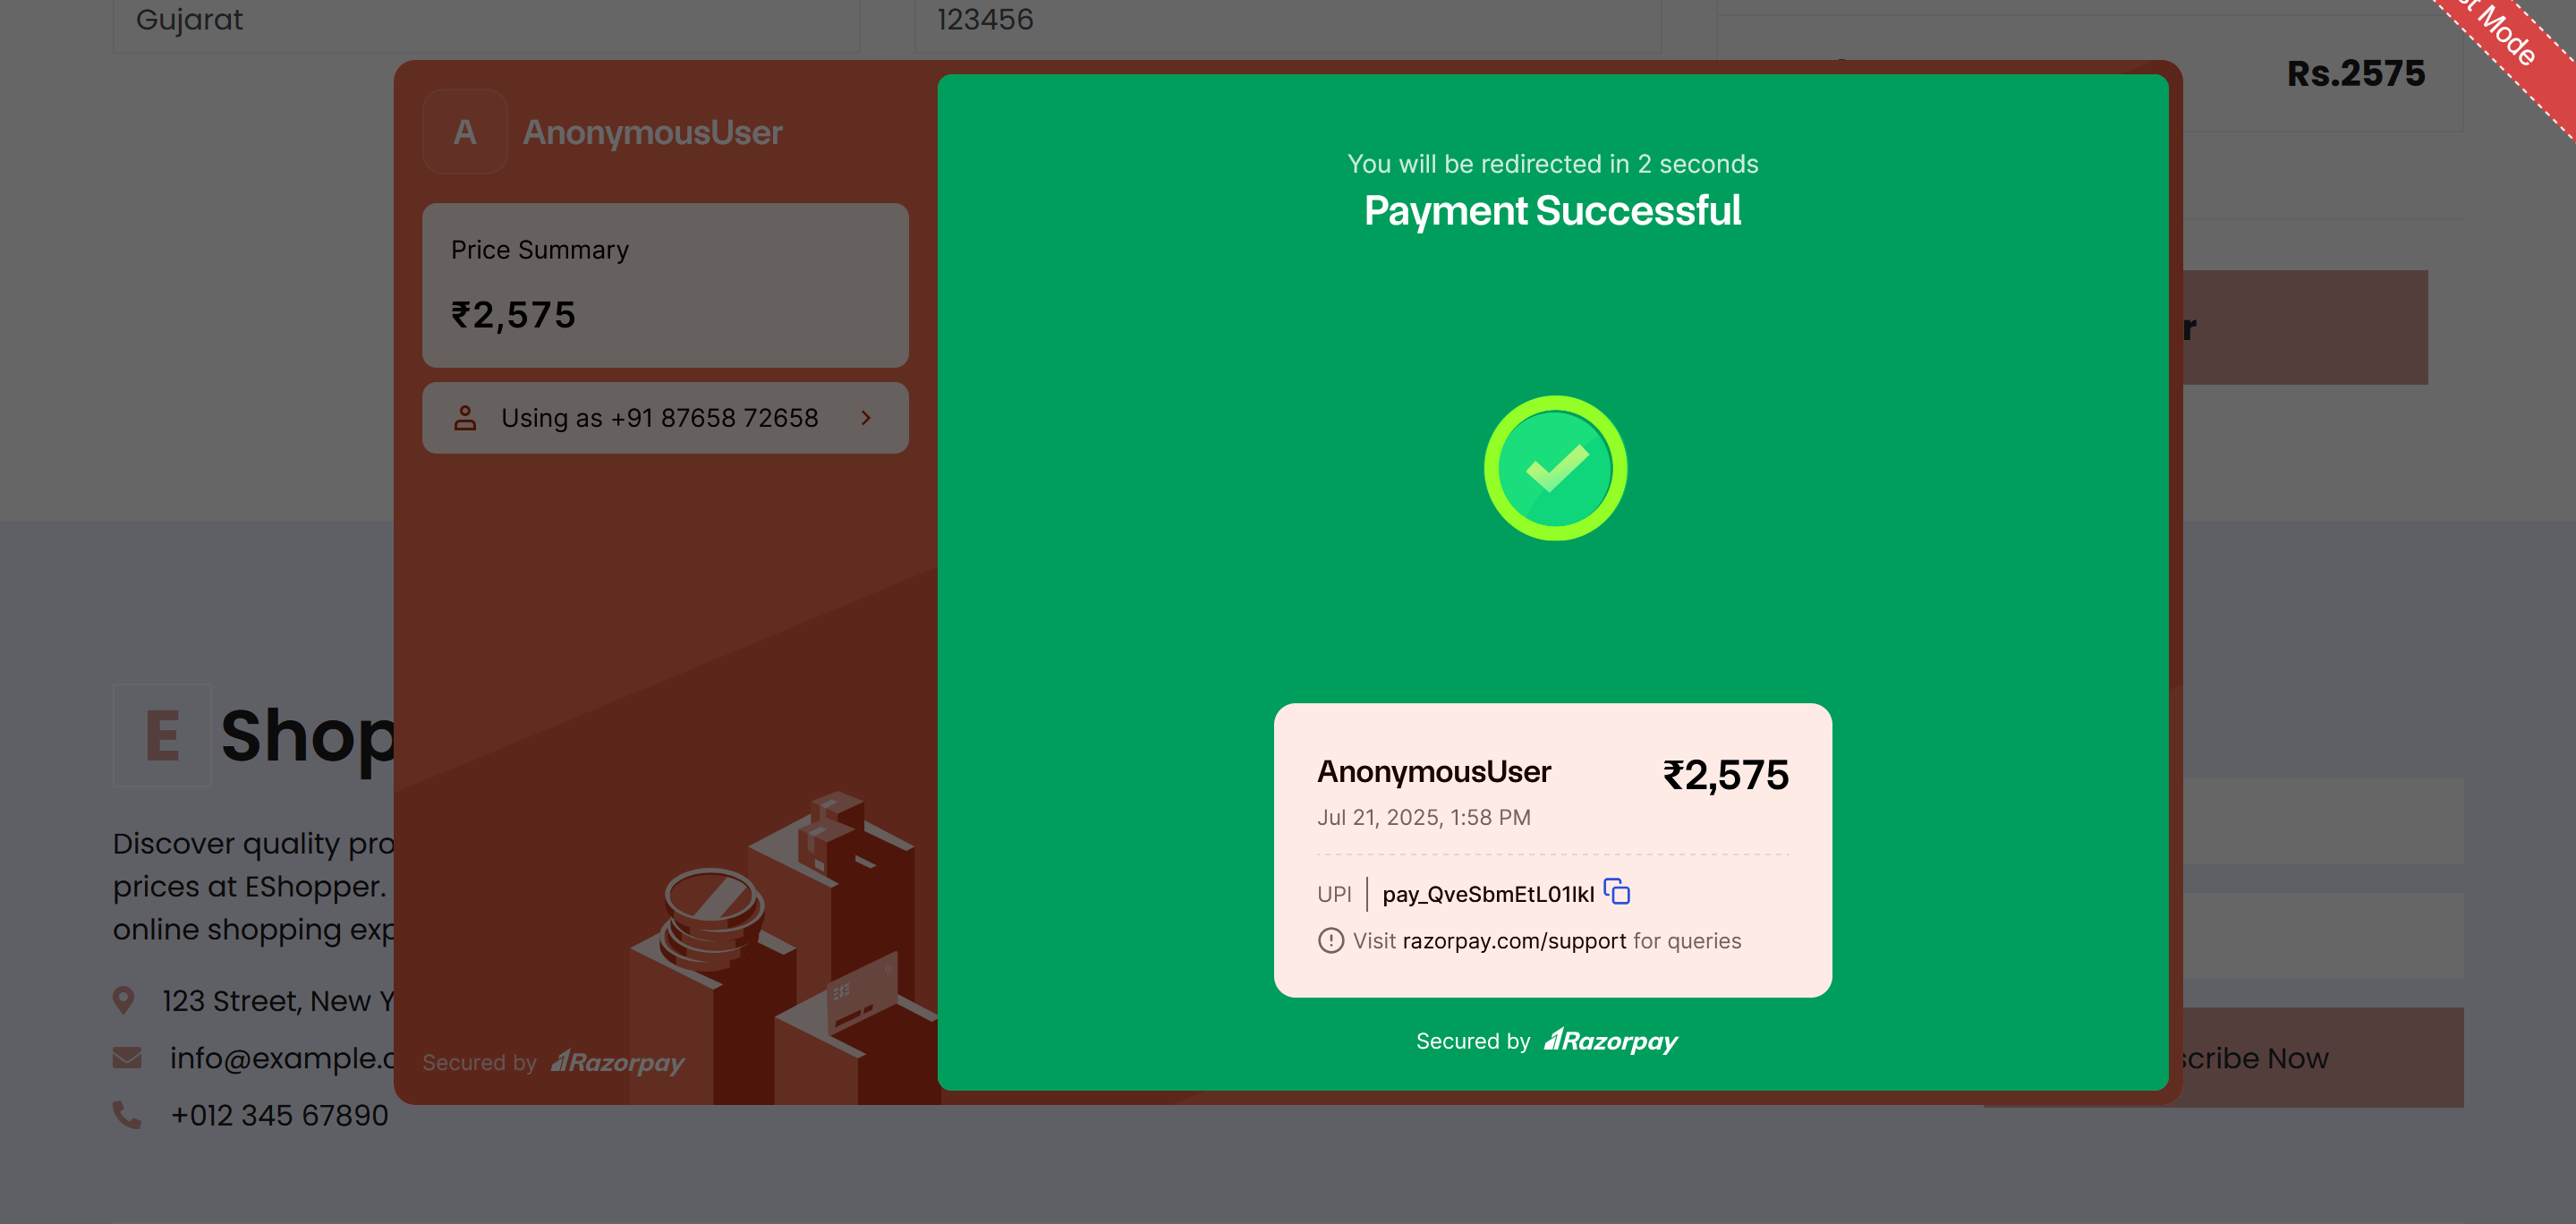 Gujarat
123456
Rs.2575
Mode
A
AnonymousUser
Price Summary
₹2,575
Using as +91 87658 72658
Secured by Razorpay
You will be redirected in 2 seconds
Payment Successful
AnonymousUser
₹2,575
Jul 21, 2025, 1:58 PM
UPI | pay_QveSbmEtL01IkI
Visit razorpay.com/support for queries
Secured by Razorpay
E Shop
Discover quality pro
prices at EShopper.
online shopping exp
123 Street, New Y
info@example.c
+012 345 67890
scribe Now